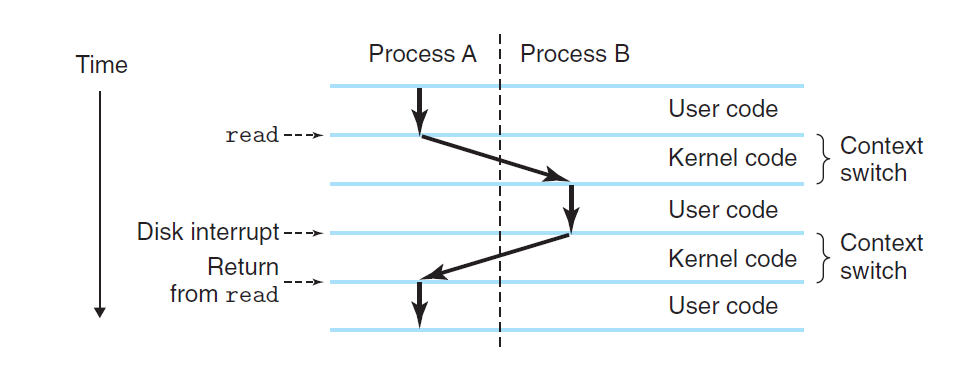 Process A
Process B
Time
User code
read
Kernel code
Context
switch
User code
Disk interrupt
Kernel code
Context
switch
Return
from read
User code